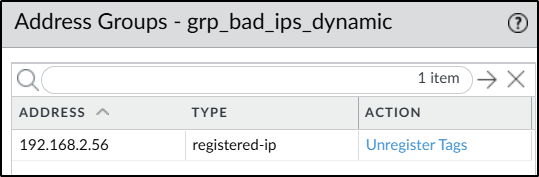 Address Groups - grp_bad_ips_dynamic
1 item
ADDRESS TYPE ACTION
192.168.2.56 registered-ip Unregister Tags